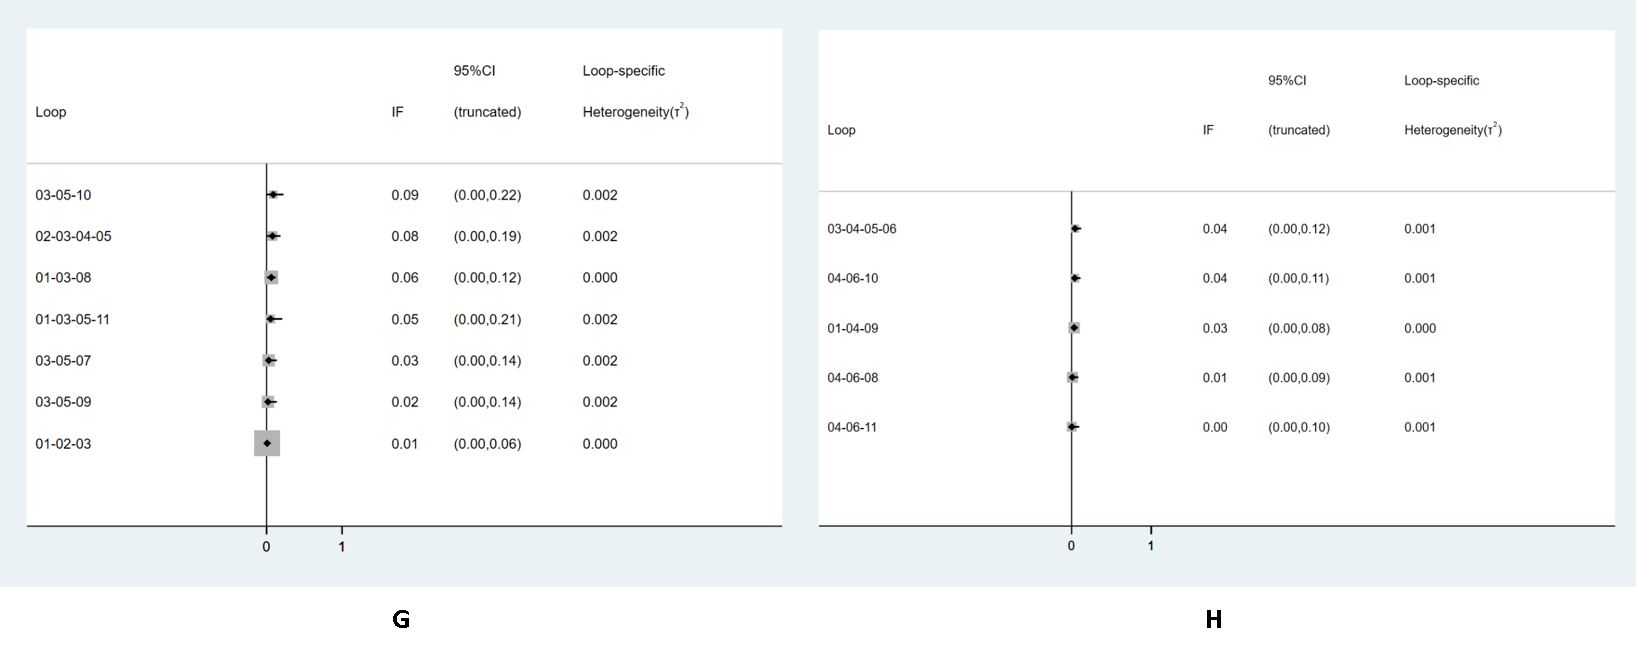 95%CI Loop-specific
Loop IF (truncated) Heterogeneity(τ²)
03-05-10 0.09 (0.00,0.22) 0.002
02-03-04-05 0.08 (0.00,0.19) 0.002
01-03-08 0.06 (0.00,0.12) 0.000
01-03-05-11 0.05 (0.00,0.21) 0.002
03-05-07 0.03 (0.00,0.14) 0.002
03-05-09 0.02 (0.00,0.14) 0.002
01-02-03 0.01 (0.00,0.06) 0.000
0 1
G
95%CI Loop-specific
Loop IF (truncated) Heterogeneity(τ²)
03-04-05-06 0.04 (0.00,0.12) 0.001
04-06-10 0.04 (0.00,0.11) 0.001
01-04-09 0.03 (0.00,0.08) 0.000
04-06-08 0.01 (0.00,0.09) 0.001
04-06-11 0.00 (0.00,0.10) 0.001
0 1
H